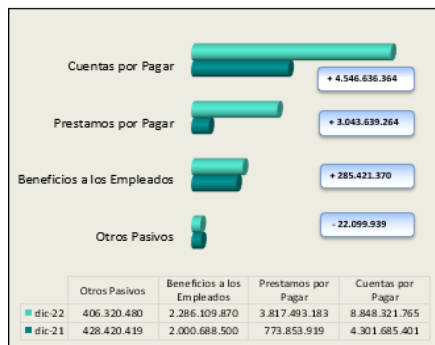 Cuentas por Pagar
+ 4.546.636.364
Prestamos por Pagar
+ 3.043.639.264
Beneficios a los Empleados
+ 285.421.370
Otros Pasivos
- 22.099.939
Otros Pasivos Beneficios a los Empleados Prestamos por Pagar Cuentas por Pagar
dic-22 406.320.480 2.286.109.870 3.817.493.183 8.848.321.765
dic-21 428.420.419 2.000.688.500 773.853.919 4.301.685.401